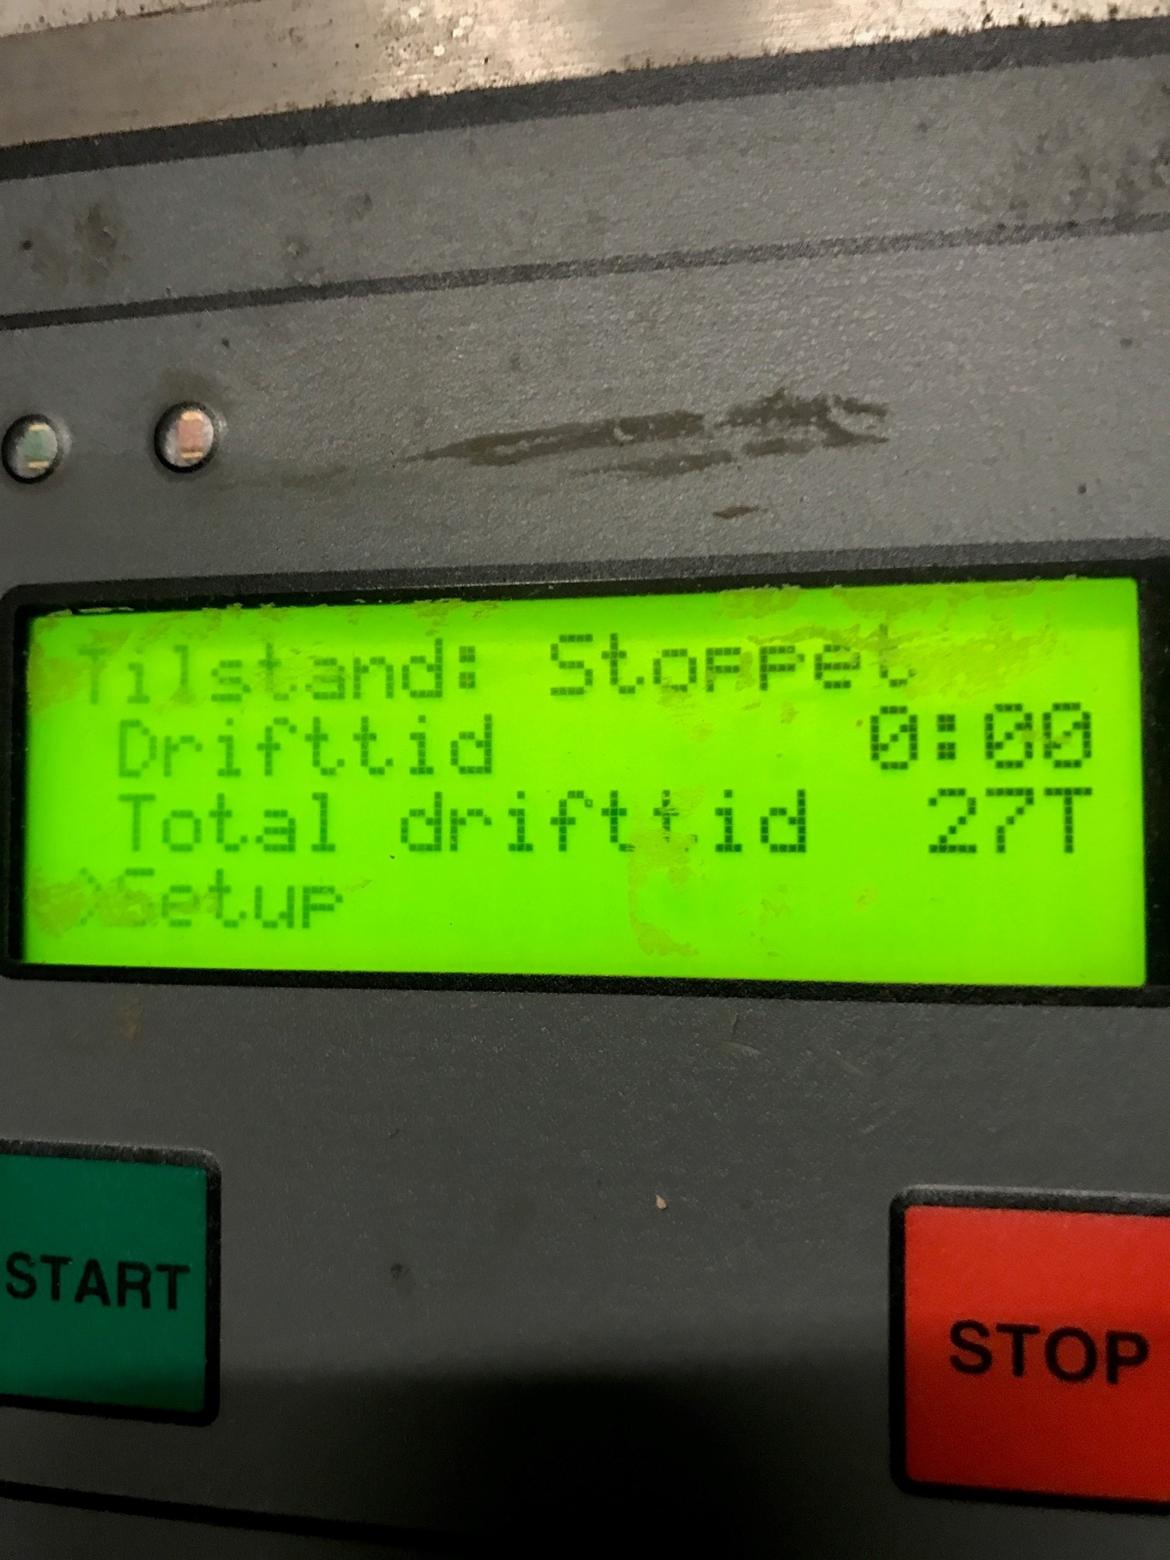 Tilstand: Stoppet
Drifttid 0:00
Total drifttid 27T
>Setup
START
STOP